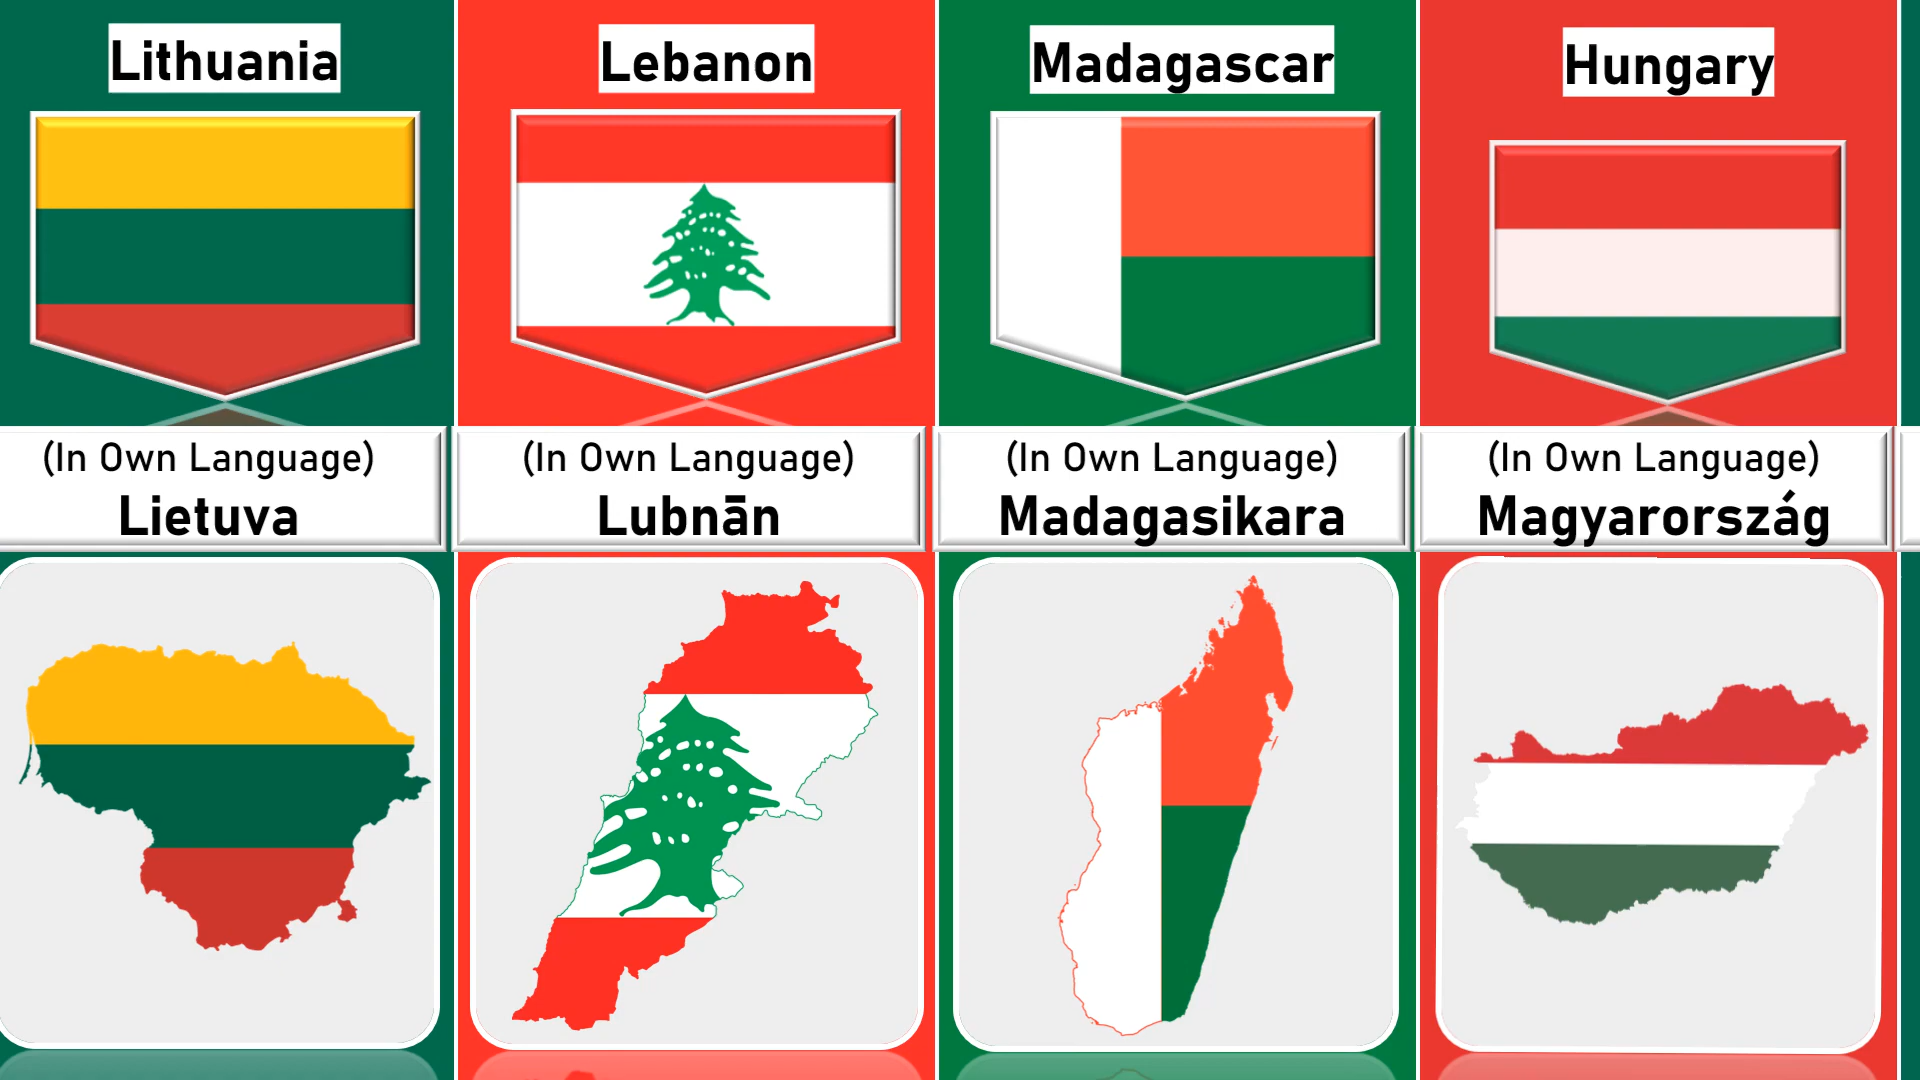 Lithuania
(In Own Language)
Lietuva
Lebanon
(In Own Language)
Lubnān
Madagascar
(In Own Language)
Madagasikara
Hungary
(In Own Language)
Magyarország